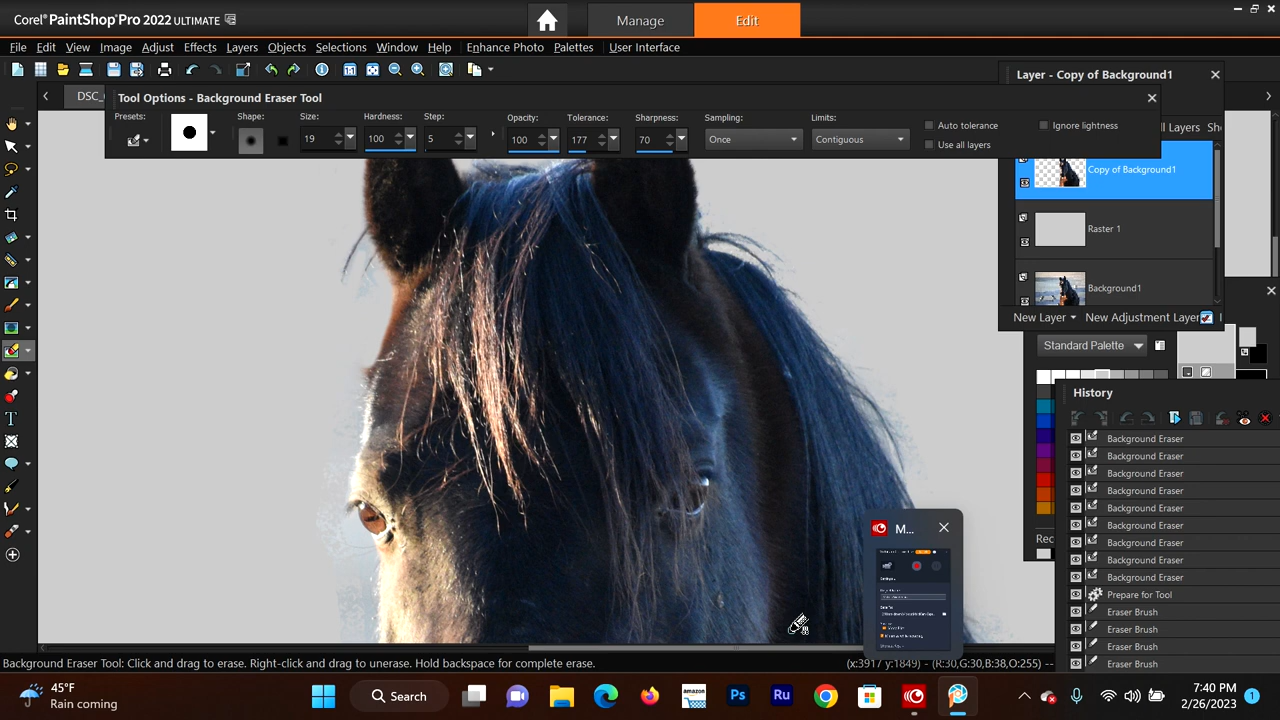 Corel PaintShop Pro 2022 ULTIMATE
Manage
Edit
File Edit View Image Adjust Effects Layers Objects Selections Window Help Enhance Photo Palettes User Interface
Layer - Copy of Background1
DSC_
Tool Options - Background Eraser Tool
Presets: Shape: Size: Hardness: Step: Opacity: Tolerance: Sharpness: Sampling: Limits:
Auto tolerance
Ignore lightness
19 100 5 100 177 70 Once Contiguous
Use all layers
Copy of Background1
Raster 1
Background1
New Layer New Adjustment Layer
Standard Palette
History
Background Eraser
Background Eraser
Background Eraser
Background Eraser
Background Eraser
Background Eraser
Background Eraser
Background Eraser
Background Eraser
Prepare for Tool
Eraser Brush
Eraser Brush
Eraser Brush
Eraser Brush
Rec
M...
Background Eraser Tool: Click and drag to erase. Right-click and drag to unerase. Hold backspace for complete erase.
(x:3917 y:1849) -- (R:30,G:30,B:38,O:255) --
45°F
Rain coming
Search
amazon
Ps
Ru
7:40 PM
2/26/2023
1